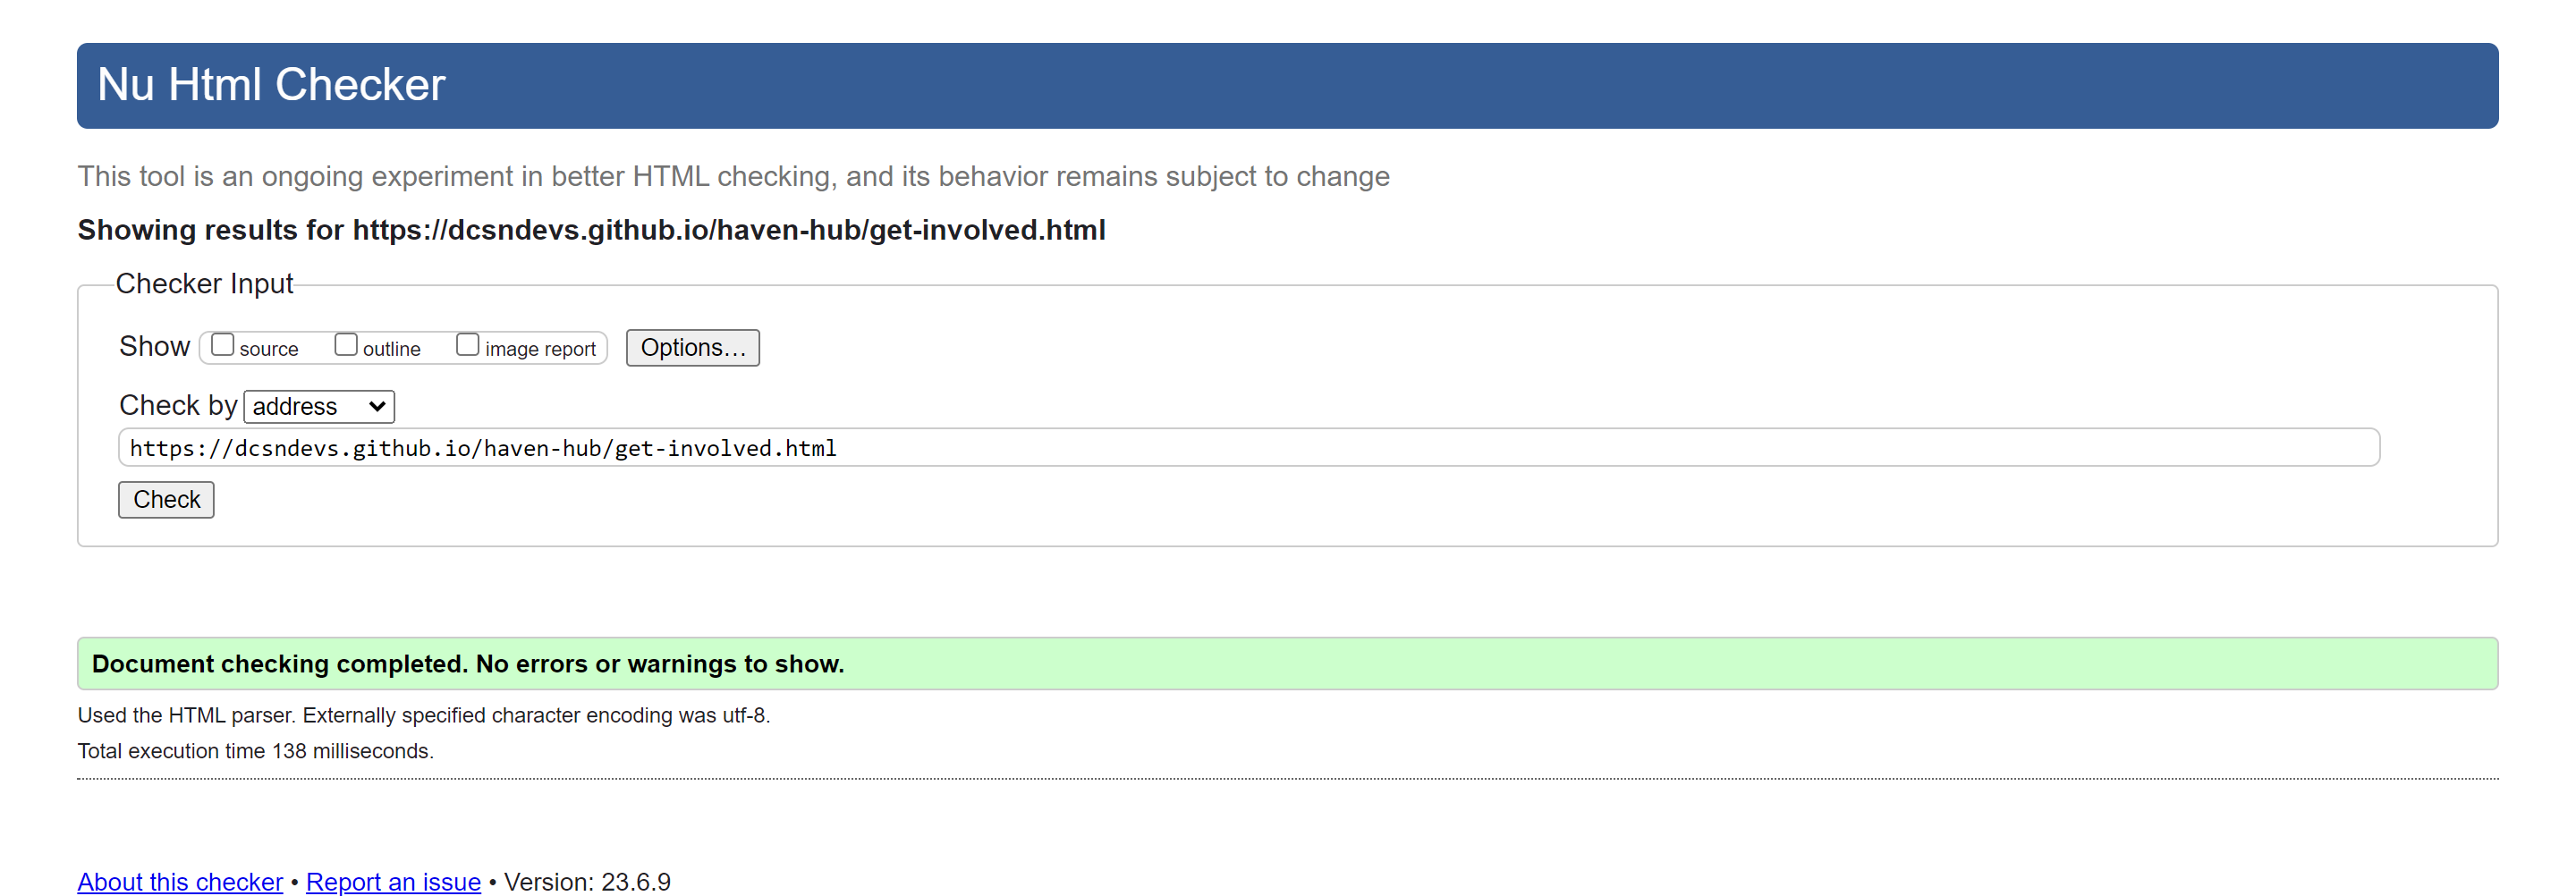 Nu Html Checker
This tool is an ongoing experiment in better HTML checking, and its behavior remains subject to change
Showing results for https://dcsndevs.github.io/haven-hub/get-involved.html
Checker Input
Show source outline image report Options...
Check by address
https://dcsndevs.github.io/haven-hub/get-involved.html
Check
Document checking completed. No errors or warnings to show.
Used the HTML parser. Externally specified character encoding was utf-8.
Total execution time 138 milliseconds.
About this checker • Report an issue • Version: 23.6.9